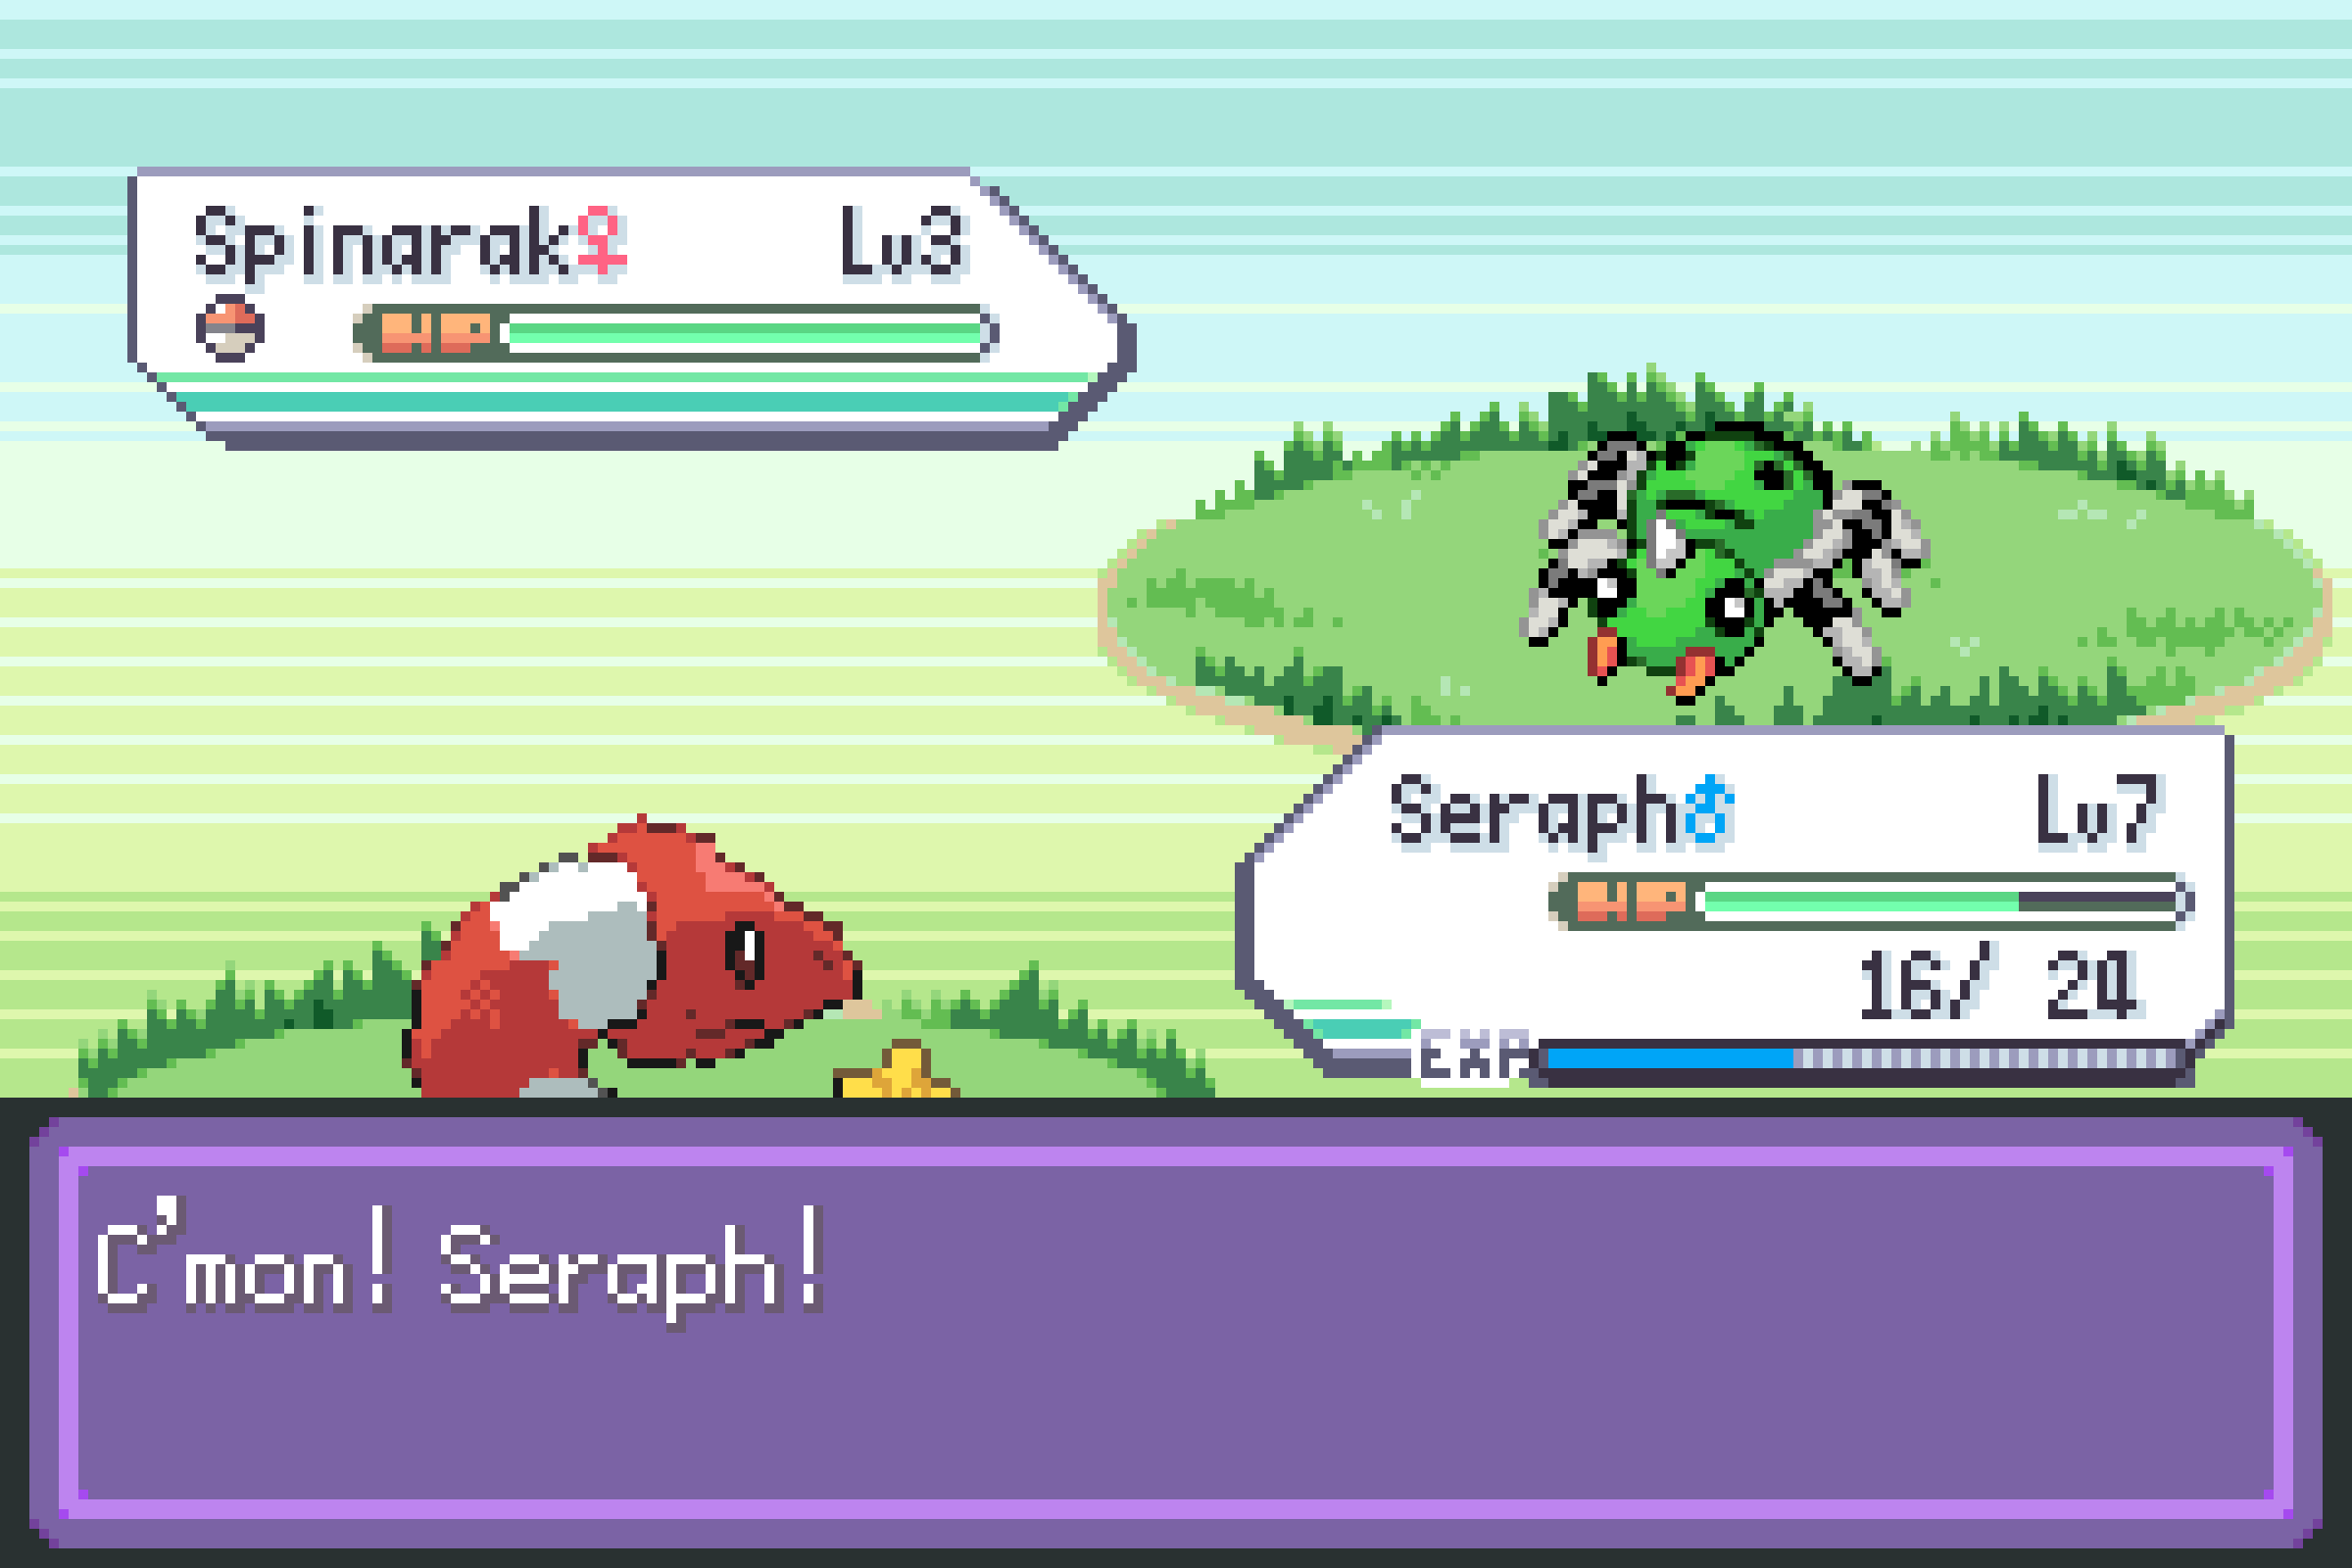 Spinarak♀ Lv3
HP
Seraph♂ Lv7
HP
16/ 24
EXP
C'mon! Seraph!